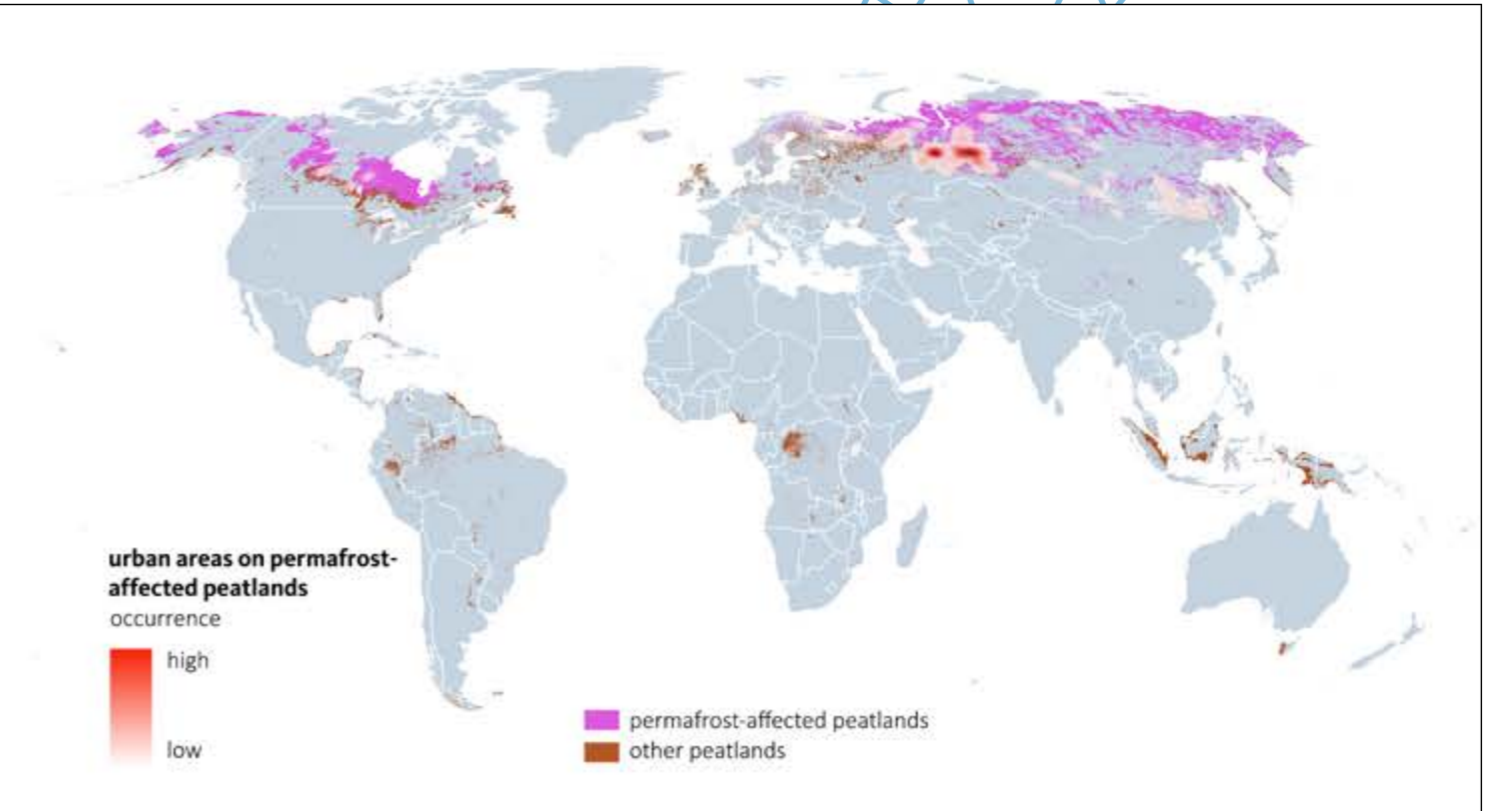 urban areas on permafrost-
affected peatlands
occurrence
high
low
permafrost-affected peatlands
other peatlands